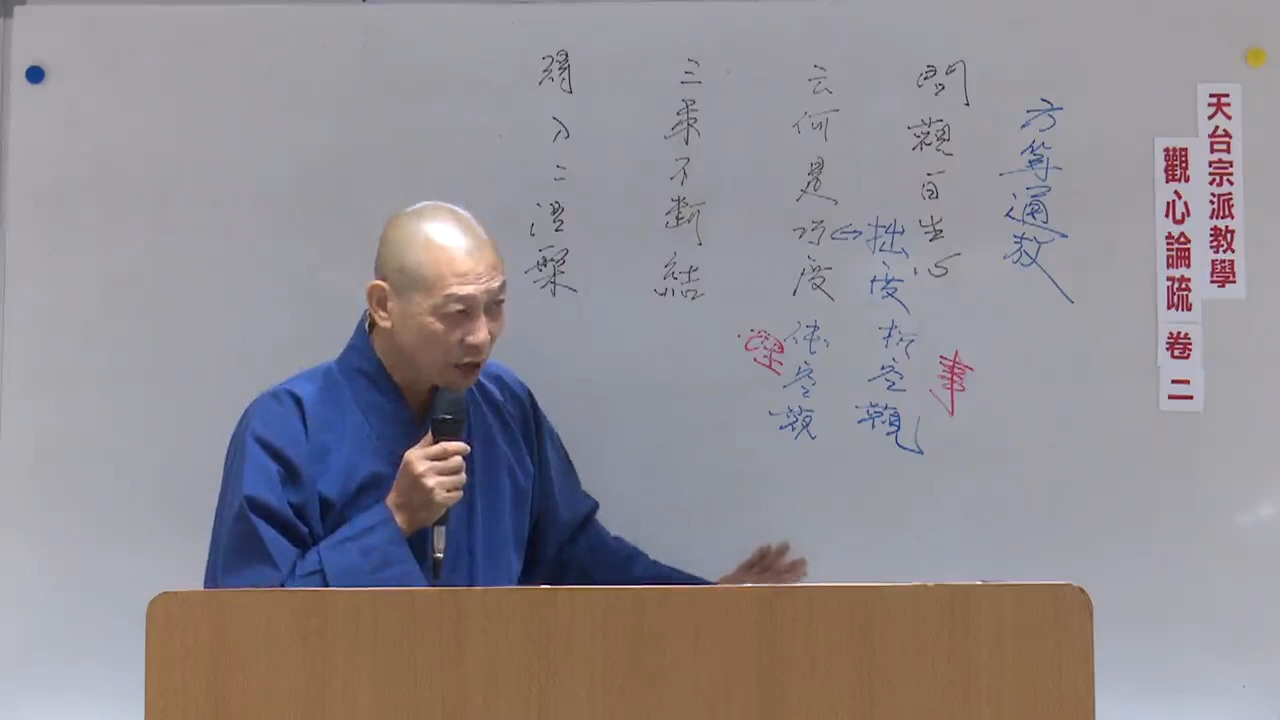 天台宗派教學
觀心論疏 卷二
方等通教
問觀自生心
云何是巧度
三乘不斷結
得入二涅槃
拙度析空觀
事
体空觀
理